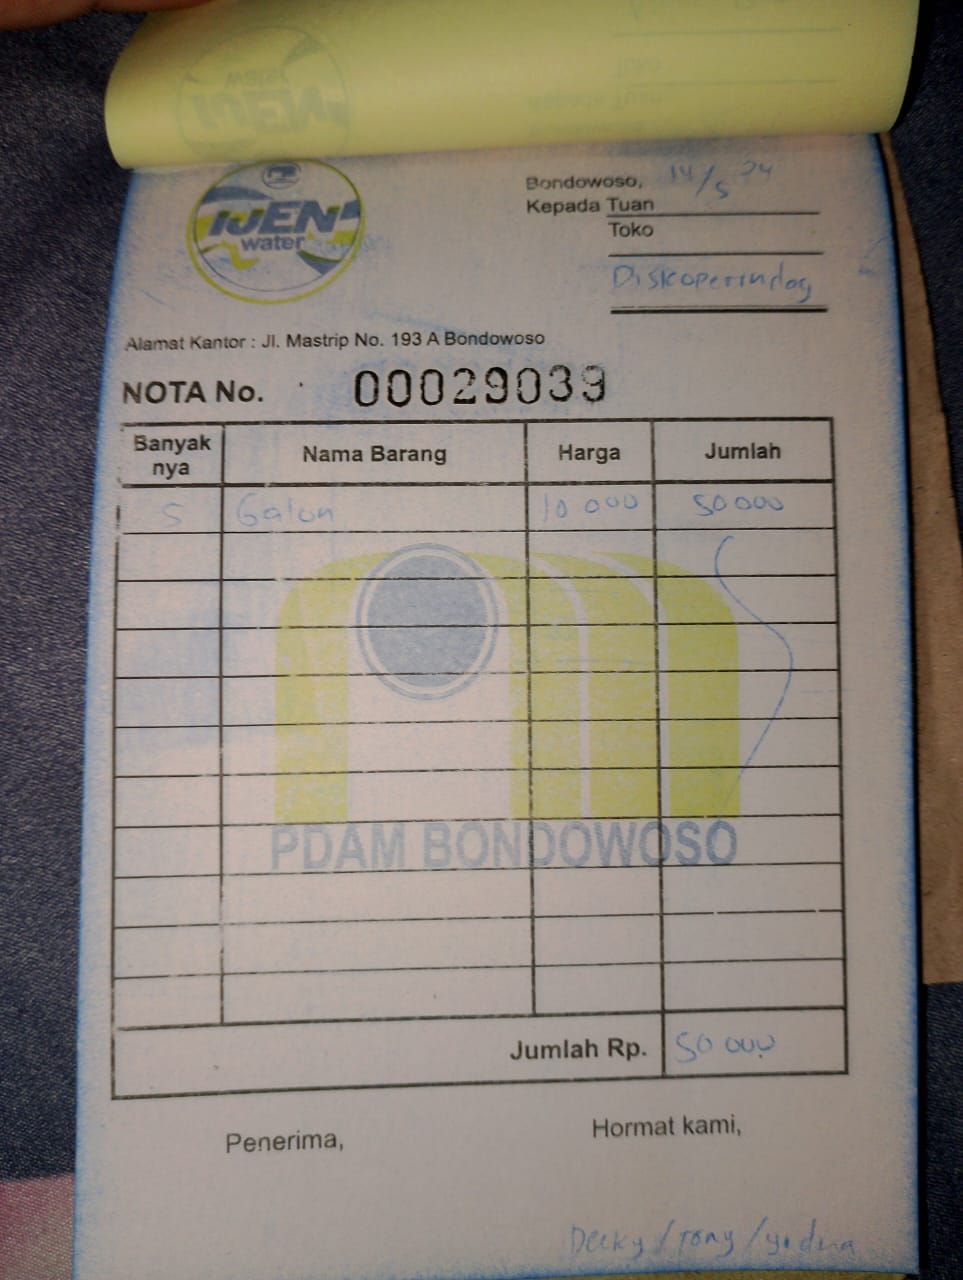 IJEN
water
Bondowoso, 14/5 24
Kepada Tuan
Toko
Diskoperindag
Alamat Kantor : Jl. Mastrip No. 193 A Bondowoso
NOTA No. 00029039
Banyak nya Nama Barang Harga Jumlah
5 Galon 10 000 50 000
PDAM BONDOWOSO
Jumlah Rp. 50 000
Penerima, Hormat kami,
Decky / rony /